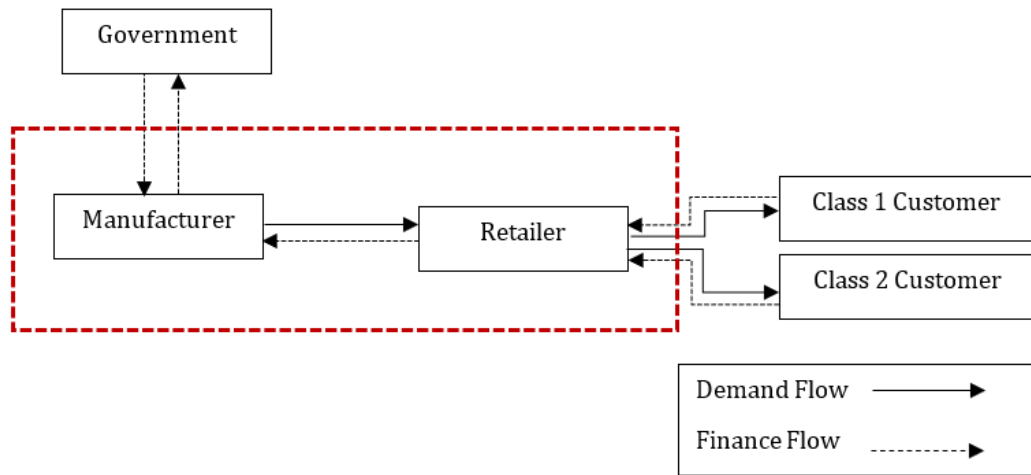 Government
Manufacturer
Retailer
Class 1 Customer
Class 2 Customer
Demand Flow
Finance Flow